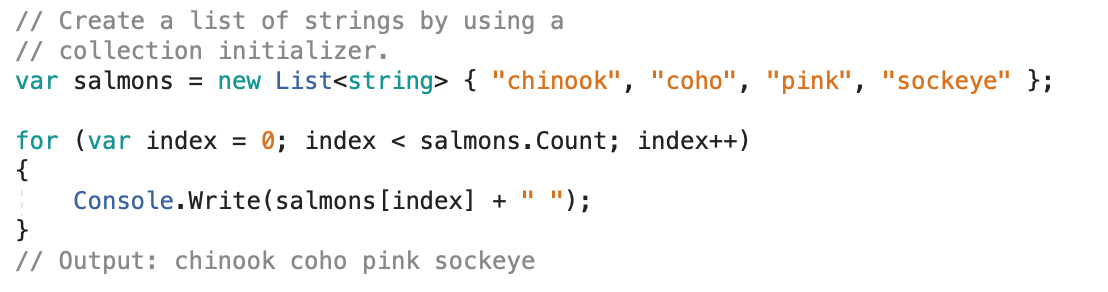 // Create a list of strings by using a
// collection initializer.
var salmons = new List<string> { "chinook", "coho", "pink", "sockeye" };

for (var index = 0; index < salmons.Count; index++)
{
    Console.Write(salmons[index] + " ");
}
// Output: chinook coho pink sockeye